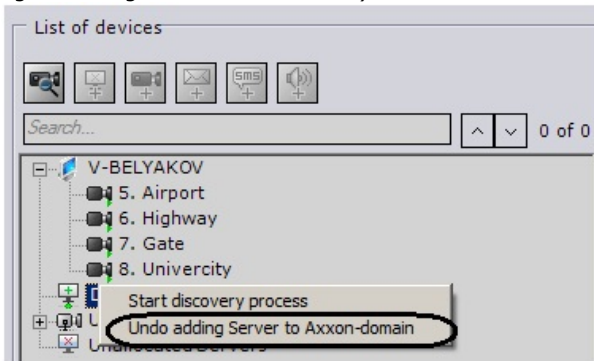 List of devices
SMS
Search...
0 of 0
V-BELYAKOV
5. Airport
6. Highway
7. Gate
8. Univercity
Start discovery process
Undo adding Server to Axxon-domain